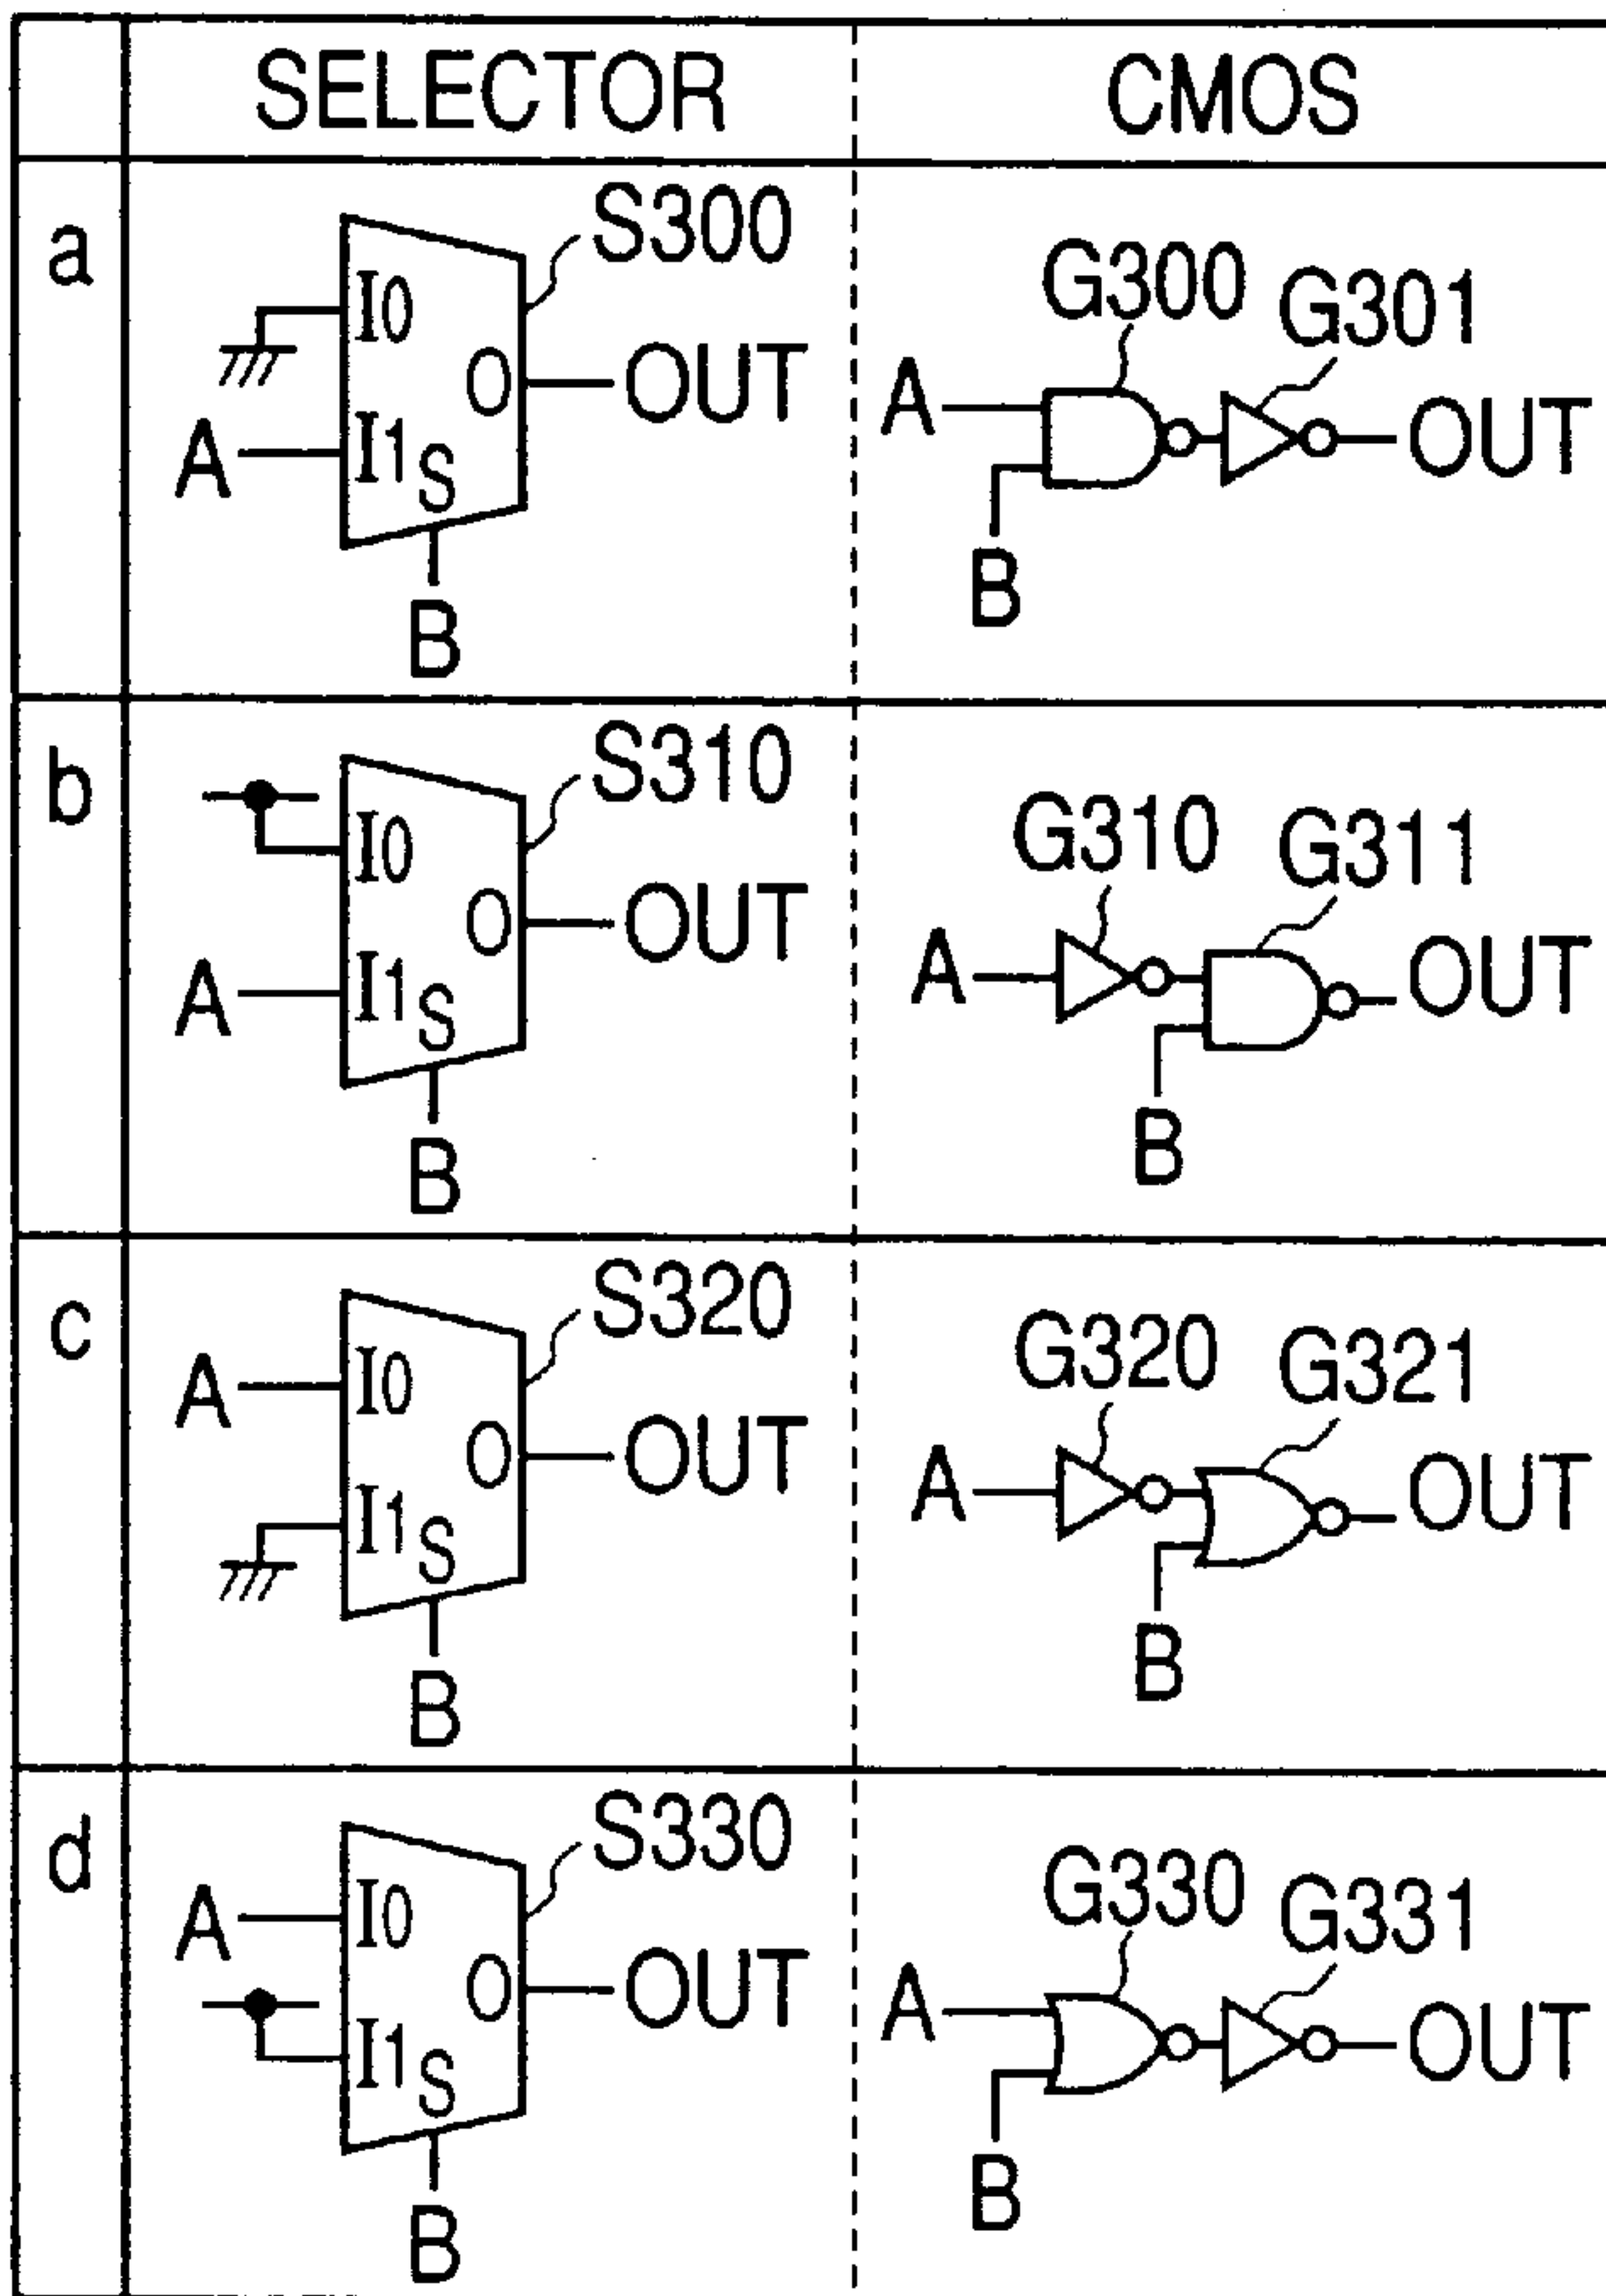 SELECTOR CMOS
a
S300
I0
O OUT
A I1 S
B
G300 G301
A OUT
B
b
S310
I0
O OUT
A I1 S
B
G310 G311
A OUT
B
c
S320
A I0
O OUT
I1 S
B
G320 G321
A OUT
B
d
S330
A I0
O OUT
I1 S
B
G330 G331
A OUT
B